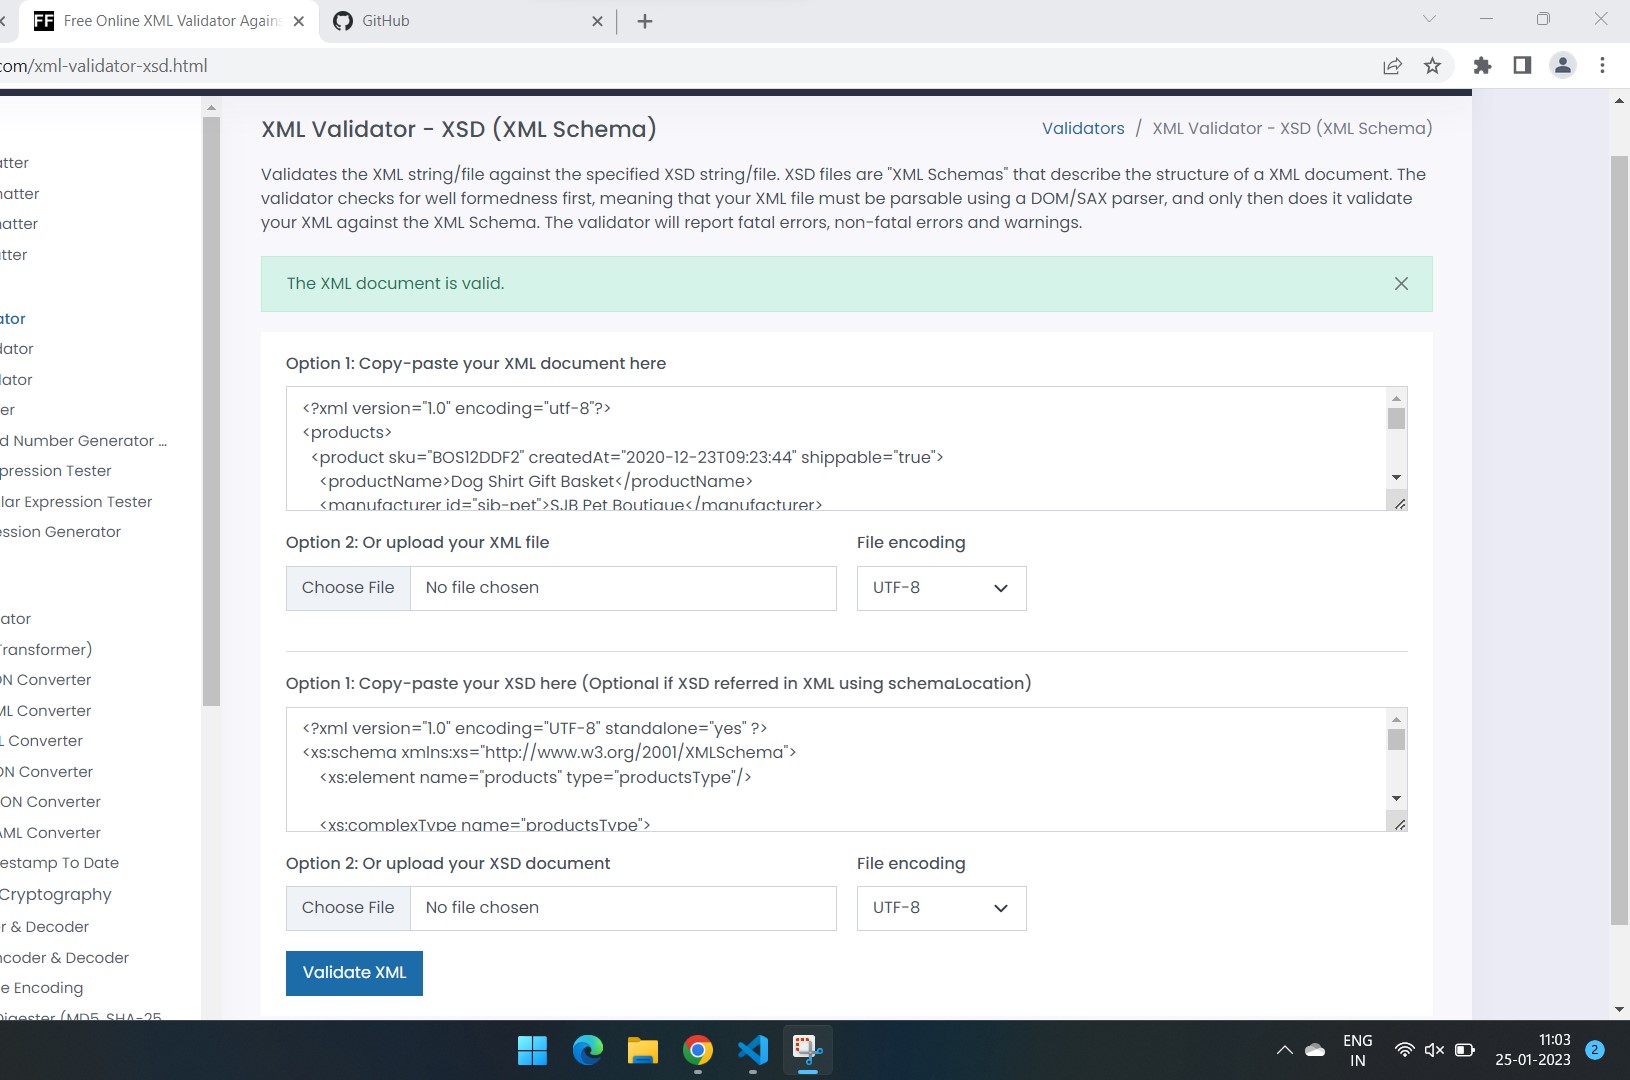 FF Free Online XML Validator Again
GitHub
com/xml-validator-xsd.html
XML Validator - XSD (XML Schema)
Validators / XML Validator - XSD (XML Schema)
Validates the XML string/file against the specified XSD string/file. XSD files are "XML Schemas" that describe the structure of a XML document. The
validator checks for well formedness first, meaning that your XML file must be parsable using a DOM/SAX parser, and only then does it validate
your XML against the XML Schema. The validator will report fatal errors, non-fatal errors and warnings.
The XML document is valid.
Option 1: Copy-paste your XML document here
<?xml version="1.0" encoding="utf-8"?>
<products>
<product sku="BOS12DDF2" createdAt="2020-12-23T09:23:44" shippable="true">
<productName>Dog Shirt Gift Basket</productName>
<manufacturer id="sjb-pet">SJB Pet Boutique</manufacturer>
Option 2: Or upload your XML file
File encoding
Choose File No file chosen
UTF-8
Option 1: Copy-paste your XSD here (Optional if XSD referred in XML using schemaLocation)
<?xml version="1.0" encoding="UTF-8" standalone="yes" ?>
<xs:schema xmlns:xs="http://www.w3.org/2001/XMLSchema">
<xs:element name="products" type="productsType"/>
<xs:complexType name="productsType">
Option 2: Or upload your XSD document
File encoding
Choose File No file chosen
UTF-8
Validate XML
atter
natter
atter
tter
ator
dator
lator
er
d Number Generator ...
pression Tester
lar Expression Tester
ession Generator
ator
Transformer)
ON Converter
ML Converter
L Converter
ON Converter
ON Converter
AML Converter
estamp To Date
Cryptography
r & Decoder
ncoder & Decoder
e Encoding
Digester (MD5, SHA-25
ENG
IN
11:03
25-01-2023
2